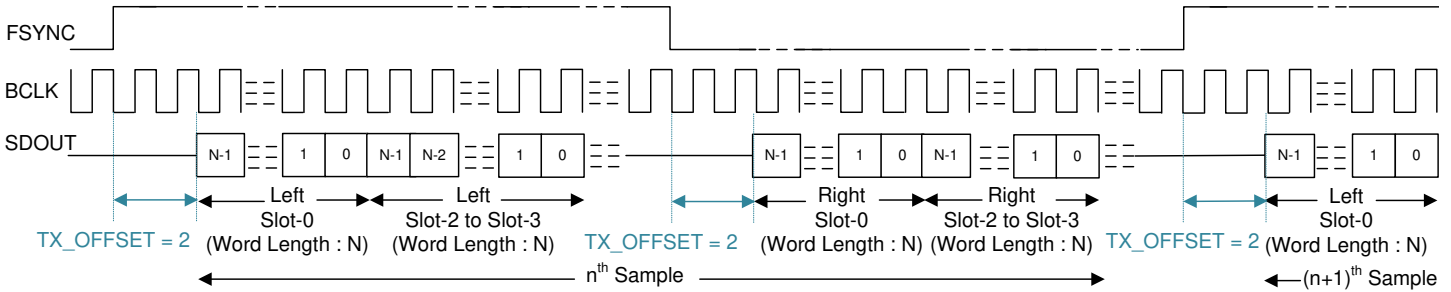 FSYNC
BCLK
SDOUT
N-1 1 0 N-1 N-2 1 0 N-1 1 0 N-1 1 0 N-1 1 0
Left Left Right Right Left
Slot-0 Slot-2 to Slot-3 Slot-0 Slot-2 to Slot-3 Slot-0
TX_OFFSET = 2 (Word Length : N) (Word Length : N) TX_OFFSET = 2 (Word Length : N) (Word Length : N) TX_OFFSET = 2 (Word Length : N)
nth Sample (n+1)th Sample